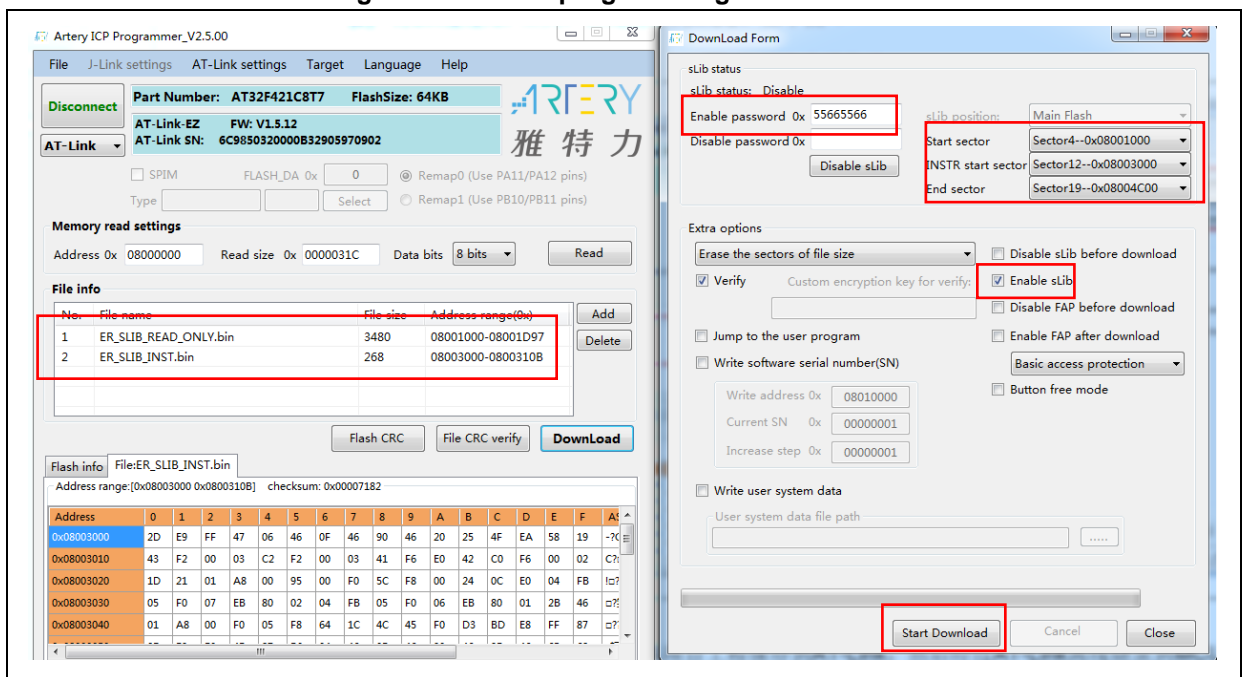 Artery ICP Programmer_V2.5.00
File J-Link settings AT-Link settings Target Language Help
Disconnect
Part Number: AT32F421C8T7 FlashSize: 64KB
AT-Link-EZ FW: V1.5.12
AT-Link AT-Link SN: 6C9850320000B32905970902
ARTERY
雅特力
SPIM FLASH_DA 0x 0 Remap0 (Use PA11/PA12 pins)
Type Select Remap1 (Use PB10/PB11 pins)
Memory read settings
Address 0x 08000000 Read size 0x 0000031C Data bits 8 bits Read
File info
No. File name File size Address range(0x) Add
1 ER_SLIB_READ_ONLY.bin 3480 08001000-08001D97 Delete
2 ER_SLIB_INST.bin 268 08003000-0800310B
Flash CRC File CRC verify DownLoad
Flash info File:ER_SLIB_INST.bin
Address range:[0x08003000 0x0800310B] checksum: 0x00007182
Address 0 1 2 3 4 5 6 7 8 9 A B C D E F
0x08003000 2D E9 FF 47 06 46 0F 46 90 46 20 25 4F EA 58 19
0x08003010 43 F2 00 03 C2 F2 00 03 41 F6 E0 42 C0 F6 00 02
0x08003020 1D 21 01 A8 00 95 00 F0 5C F8 00 24 0C E0 04 FB
0x08003030 05 F0 07 EB 80 02 04 FB 05 F0 06 EB 80 01 2B 46
0x08003040 01 A8 00 F0 05 F8 64 1C 4C 45 F0 D3 BD E8 FF 87
DownLoad Form
sLib status
sLib status: Disable
Enable password 0x 55665566 sLib position: Main Flash
Disable password 0x Start sector Sector4--0x08001000
Disable sLib INSTR start sector Sector12--0x08003000
End sector Sector19--0x08004C00
Extra options
Erase the sectors of file size Disable sLib before download
Verify Custom encryption key for verify: Enable sLib
Disable FAP before download
Jump to the user program Enable FAP after download
Write software serial number(SN) Basic access protection
Write address 0x 08010000 Button free mode
Current SN 0x 00000001
Increase step 0x 00000001
Write user system data
User system data file path
.....
Start Download Cancel Close